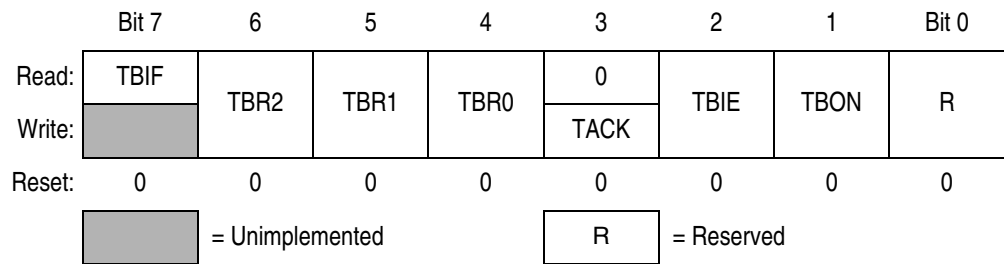 Bit 7 6 5 4 3 2 1 Bit 0
Read: TBIF TBR2 TBR1 TBR0 0 TBIE TBON R
Write: TACK
Reset: 0 0 0 0 0 0 0 0
= Unimplemented R = Reserved